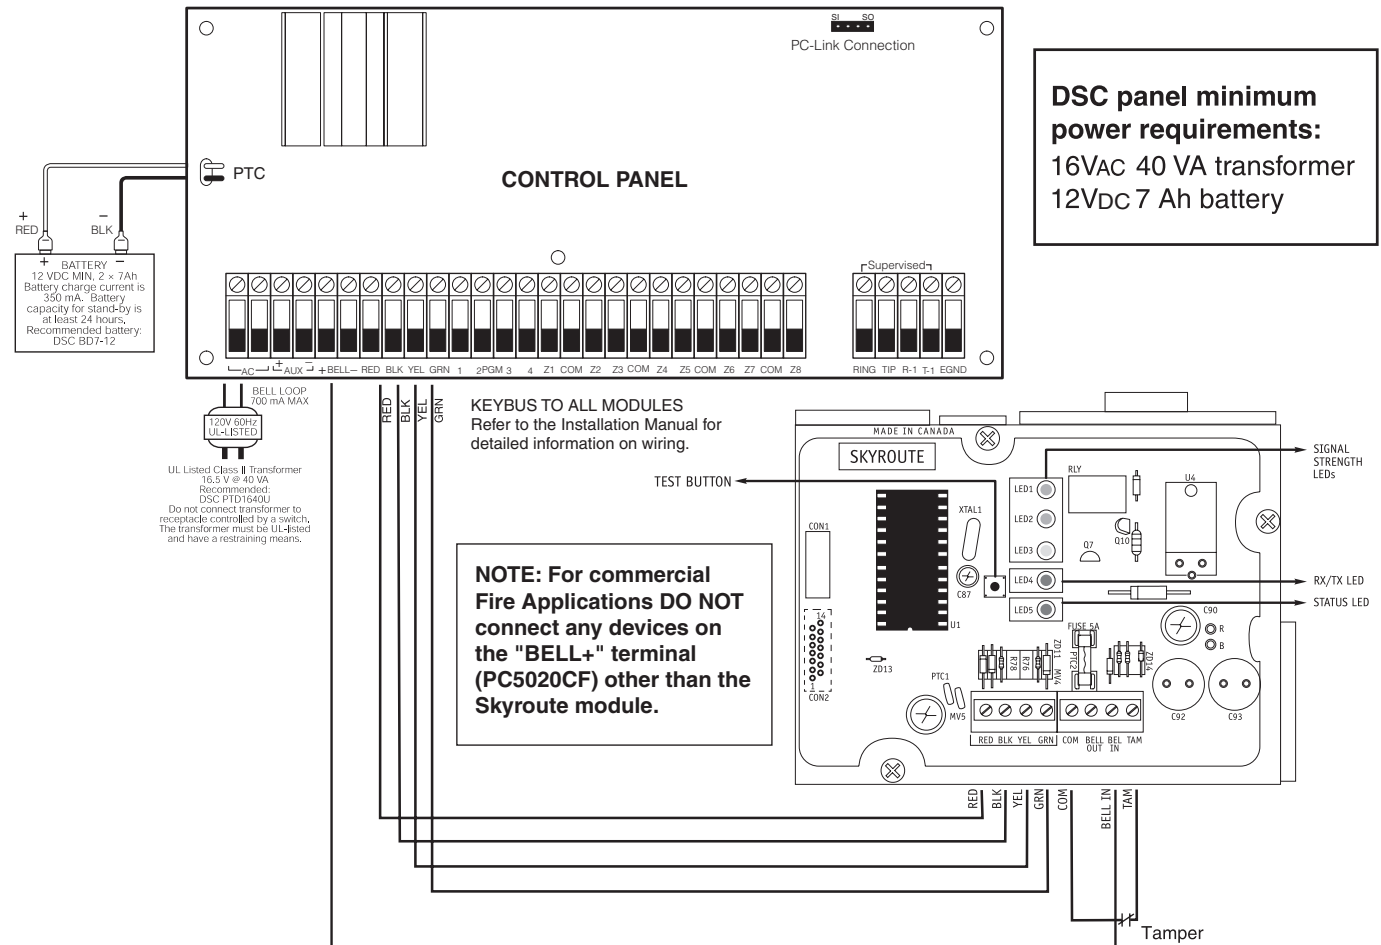 SI SO
PC-Link Connection
DSC panel minimum
power requirements:
16VAC 40 VA transformer
12VDC 7 Ah battery
PTC
CONTROL PANEL
+ −
RED BLK
+ −
BATTERY
12 VDC MIN, 2 × 7Ah
Battery charge current is
350 mA. Battery
capacity for stand-by is
at least 24 hours.
Recommended battery:
DSC BD7-12
Supervised
AC + AUX − +BELL− RED BLK YEL GRN 1 2PGM 3 4 Z1 COM Z2 Z3 COM Z4 Z5 COM Z6 Z7 COM Z8
RING TIP R-1 T-1 EGND
BELL LOOP
700 mA MAX
120V 60Hz
UL-LISTED
RED
BLK
YEL
GRN
KEYBUS TO ALL MODULES
Refer to the Installation Manual for
detailed information on wiring.
UL Listed Class II Transformer
16.5 V @ 40 VA
Recommended:
DSC PTD1640U
Do not connect transformer to
receptacle controlled by a switch.
The transformer must be UL-listed
and have a restraining means.
NOTE: For commercial
Fire Applications DO NOT
connect any devices on
the "BELL+" terminal
(PC5020CF) other than the
Skyroute module.
MADE IN CANADA
SKYROUTE
TEST BUTTON
SIGNAL
STRENGTH
LEDs
RLY
U4
LED1
LED2
LED3
LED4
LED5
XTAL1
CON1
Q10
Q7
C87
RX/TX LED
STATUS LED
U1
14
1
CON2
FUSE 5A
C90
R
B
ZD13
PTC1
MV5
R78
R76
ZD11
MV4
PTC2
ZD14
C92
C93
RED BLK YEL GRN COM BELL OUT BEL IN TAM
RED
BLK
YEL
GRN
COM
BELL IN
TAM
Tamper